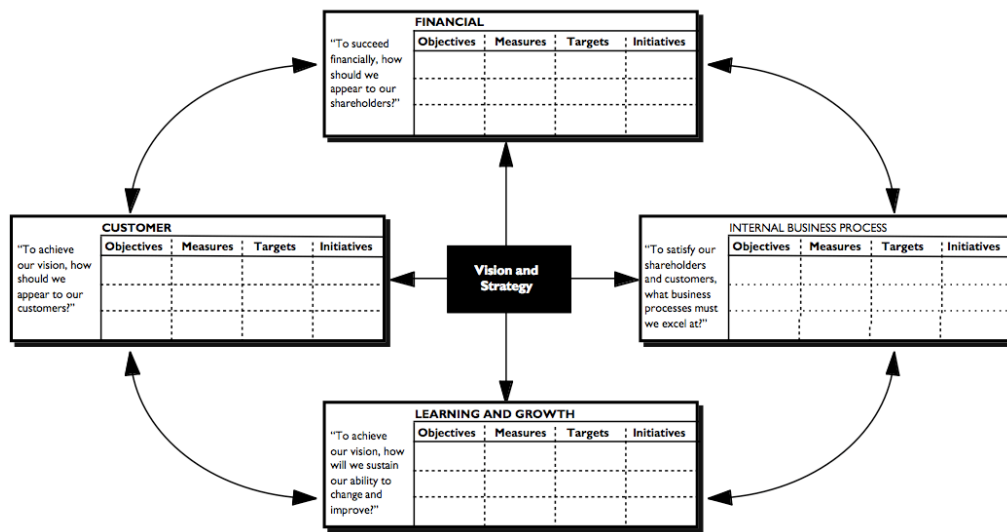 FINANCIAL
“To succeed
financially, how
should we
appear to our
shareholders?”
Objectives Measures Targets Initiatives
CUSTOMER
“To achieve
our vision, how
should we
appear to our
customers?”
Objectives Measures Targets Initiatives
Vision and
Strategy
INTERNAL BUSINESS PROCESS
“To satisfy our
shareholders
and customers,
what business
processes must
we excel at?”
Objectives Measures Targets Initiatives
LEARNING AND GROWTH
“To achieve
our vision, how
will we sustain
our ability to
change and
improve?”
Objectives Measures Targets Initiatives